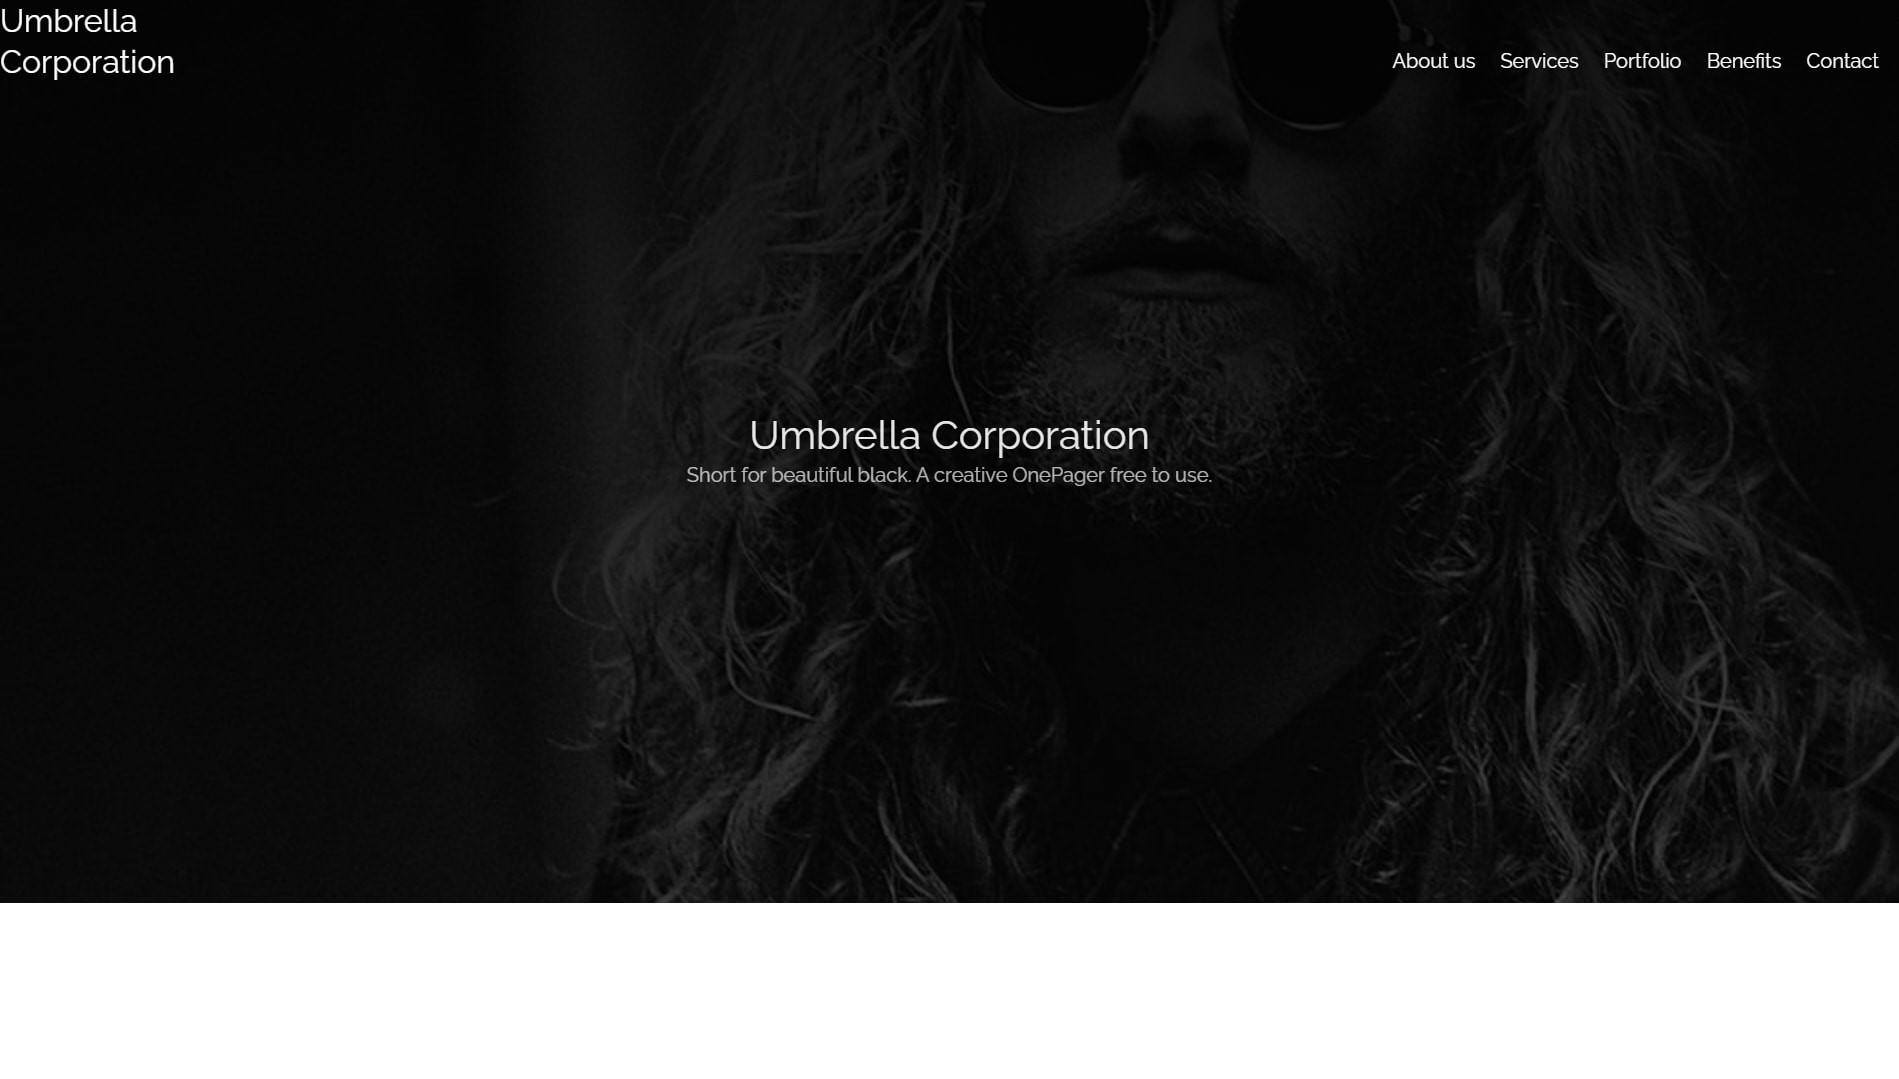 Umbrella
Corporation
About us Services Portfolio Benefits Contact
Umbrella Corporation
Short for beautiful black. A creative OnePager free to use.